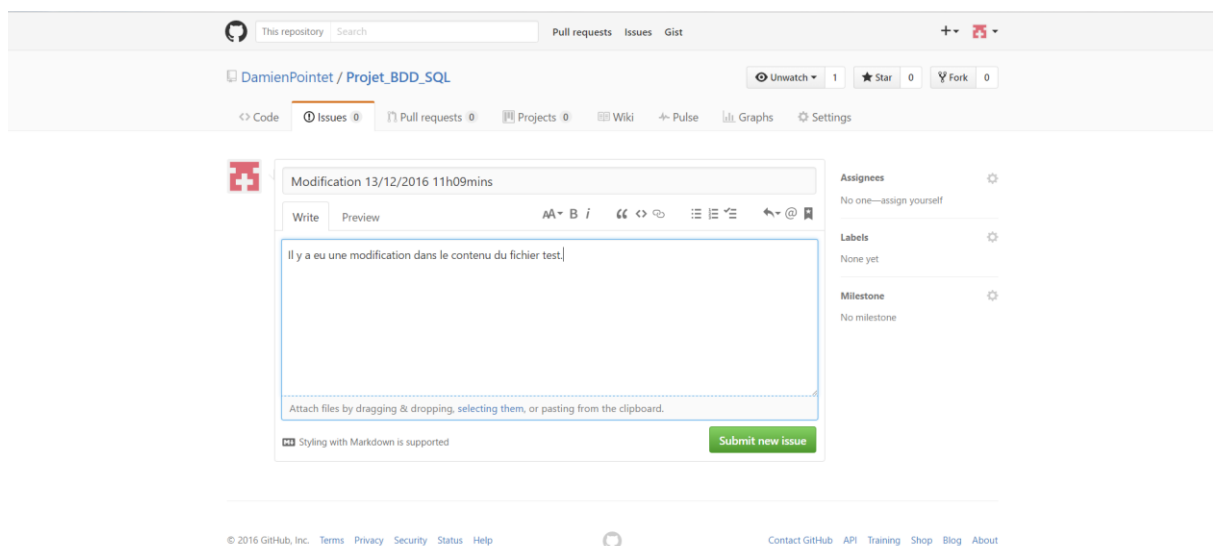 This repository Search Pull requests Issues Gist
DamienPointet / Projet_BDD_SQL Unwatch 1 Star 0 Fork 0
Code Issues 0 Pull requests 0 Projects 0 Wiki Pulse Graphs Settings
Modification 13/12/2016 11h09mins
Write Preview AA B i
Il y a eu une modification dans le contenu du fichier test.
Attach files by dragging & dropping, selecting them, or pasting from the clipboard.
Styling with Markdown is supported
Submit new issue
Assignees
No one—assign yourself
Labels
None yet
Milestone
No milestone
© 2016 GitHub, Inc. Terms Privacy Security Status Help Contact GitHub API Training Shop Blog About